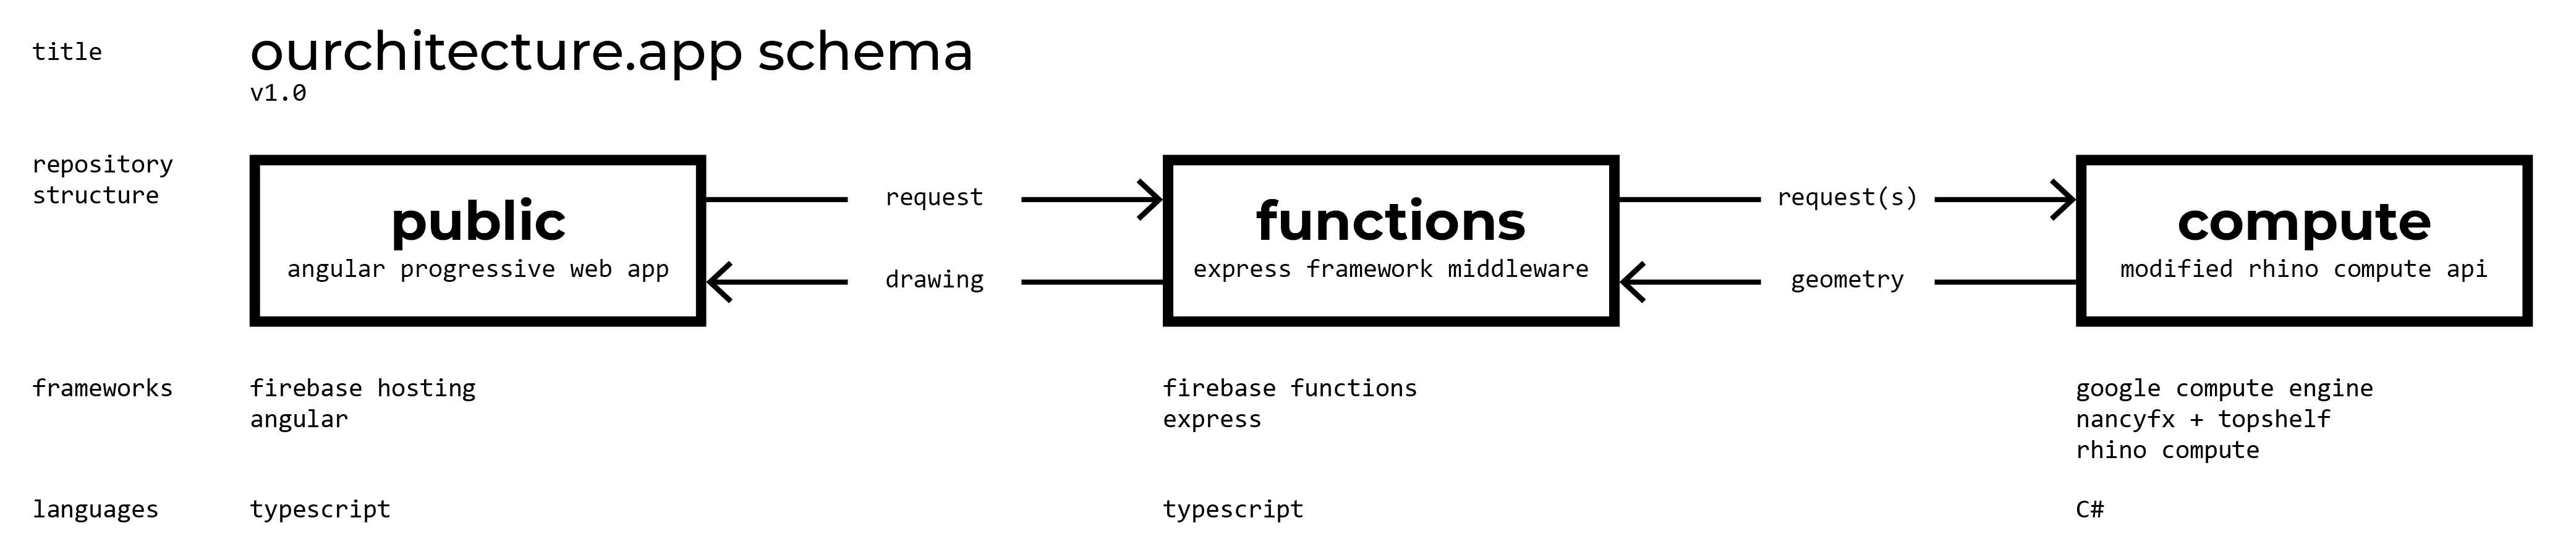 title
ourchitecture.app schema
v1.0
repository
structure
public
angular progressive web app
request
drawing
functions
express framework middleware
request(s)
geometry
compute
modified rhino compute api
frameworks
firebase hosting
angular
firebase functions
express
google compute engine
nancyfx + topshelf
rhino compute
languages
typescript
typescript
C#